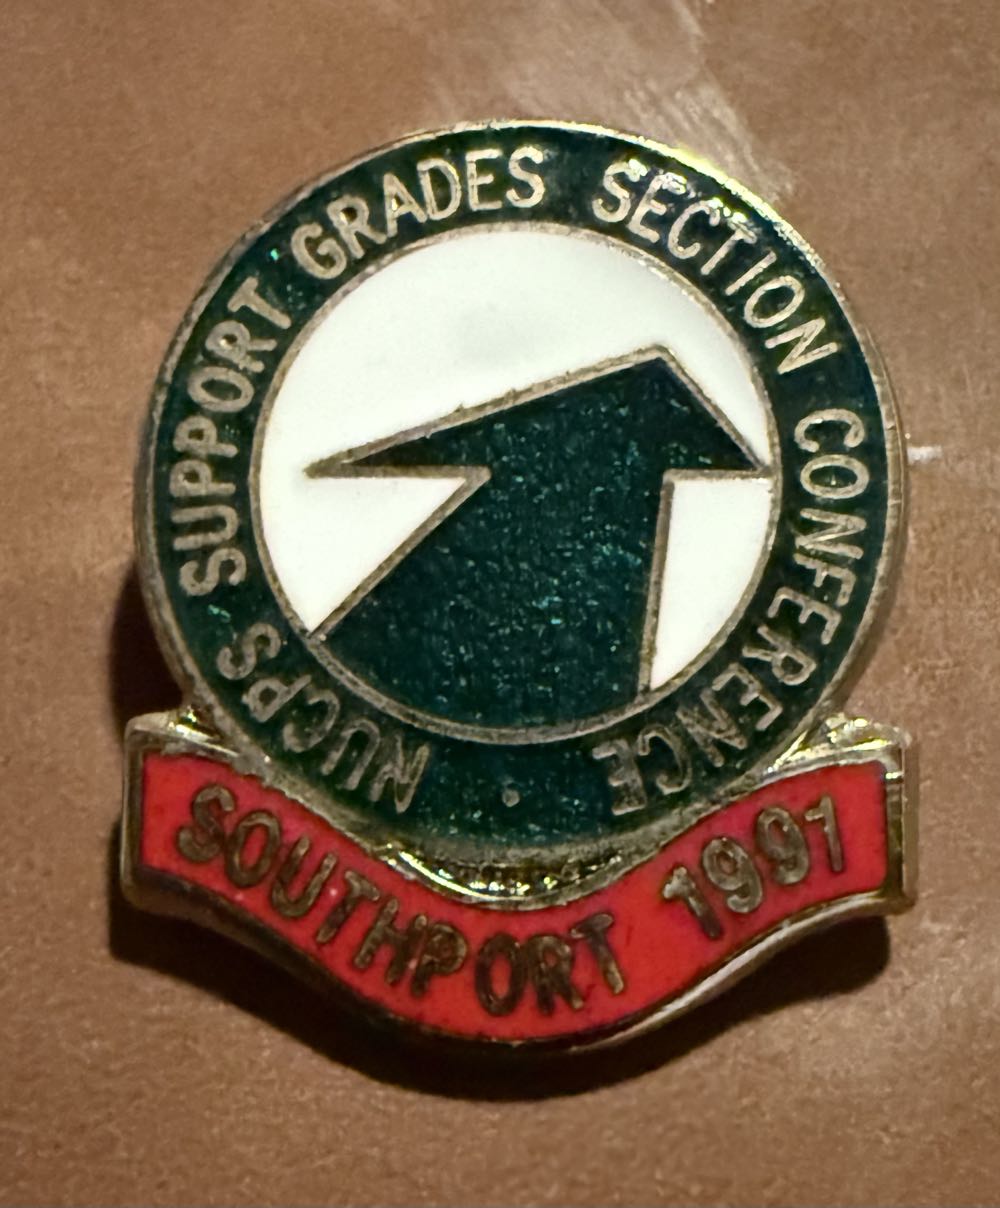 NUCPS SUPPORT GRADES SECTION CONFERENCE
SOUTHPORT 1991